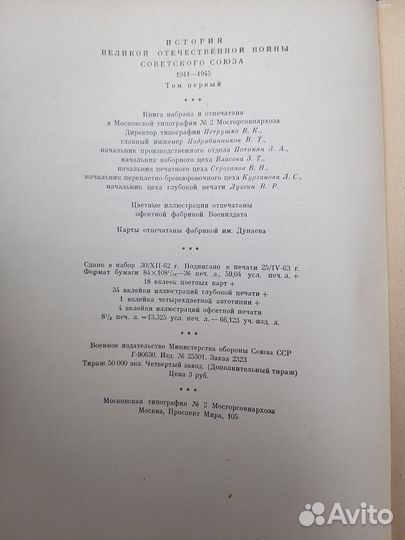 ИСТОРИЯ
ВЕЛИКОЙ ОТЕЧЕСТВЕННОЙ ВОЙНЫ
СОВЕТСКОГО СОЮЗА
1941—1945
Том первый
* * *
Книга набрана и отпечатана
в Московской типографии № 2 Мосгорсовнархоза
Директор типографии Петрушко В. К.,
главный инженер Подрябинников В. Т.,
начальник производственного отдела Потикян З. А.,
начальник наборного цеха Власова З. Т.,
начальник печатного цеха Строганов В. Н.,
начальник переплетно-брошюровочного цеха Курганова Л. С.,
начальник цеха глубокой печати Лузгин В. Р.
Цветные иллюстрации отпечатаны
офсетной фабрикой Воениздата
Карты отпечатаны фабрикой им. Дунаева
* * *
Сдано в набор 30/XII-62 г. Подписано к печати 25/IV-63 г.
Формат бумаги 84×108¹/₁₆—36 печ. л., 59,04 усл. печ. л. +
18 вклеек цветных карт +
34 вклейки иллюстраций глубокой печати +
1 вклейка четырехцветной автотипии +
4 вклейки иллюстраций офсетной печати
8¹/₈ печ. л. = 13,325 усл. печ. л. — 66,123 уч.-изд. л.
* * *
Военное издательство Министерства обороны Союза ССР
Г-90630. Изд. № 25301. Заказ 2323
Тираж 50 000 экз. Четвертый завод. (Дополнительный тираж)
Цена 3 руб.
* * *
Московская типография № 2 Мосгорсовнархоза
Москва, Проспект Мира, 105
Avito